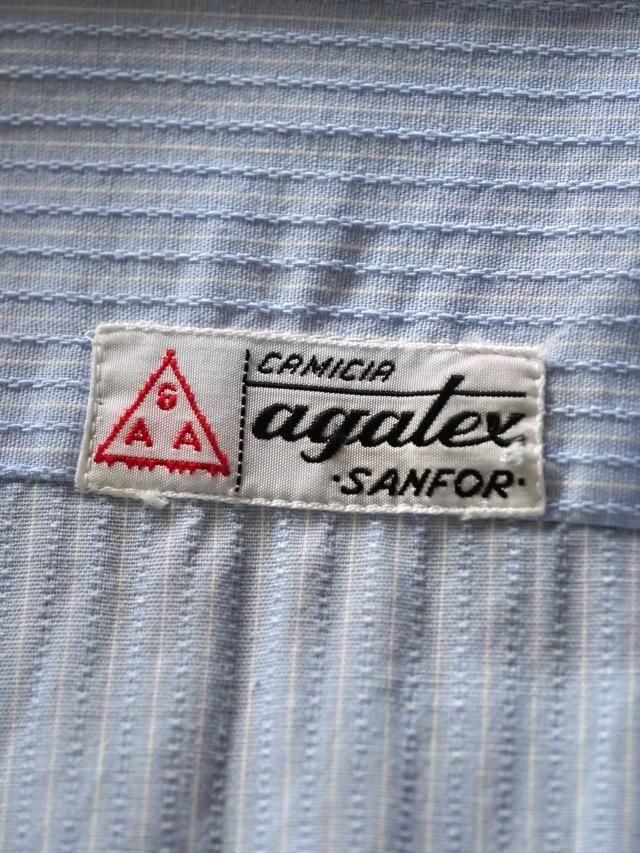 G
A A
CAMICIA
agatex
·SANFOR·